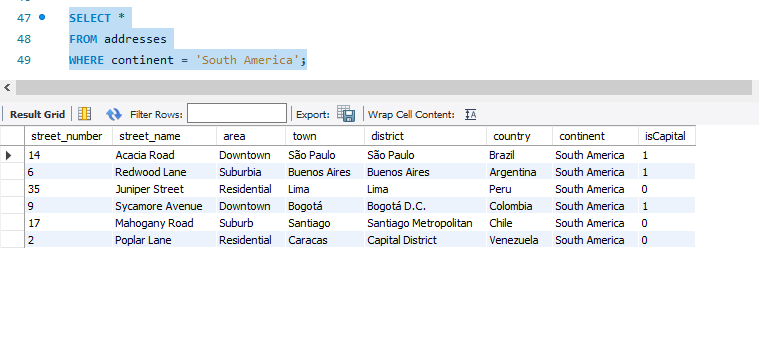 47 SELECT *
48 FROM addresses
49 WHERE continent = 'South America';
Result Grid Filter Rows: Export: Wrap Cell Content:
street_number street_name area town district country continent isCapital
14 Acacia Road Downtown São Paulo São Paulo Brazil South America 1
6 Redwood Lane Suburbia Buenos Aires Buenos Aires Argentina South America 1
35 Juniper Street Residential Lima Lima Peru South America 0
9 Sycamore Avenue Downtown Bogotá Bogotá D.C. Colombia South America 1
17 Mahogany Road Suburb Santiago Santiago Metropolitan Chile South America 0
2 Poplar Lane Residential Caracas Capital District Venezuela South America 0